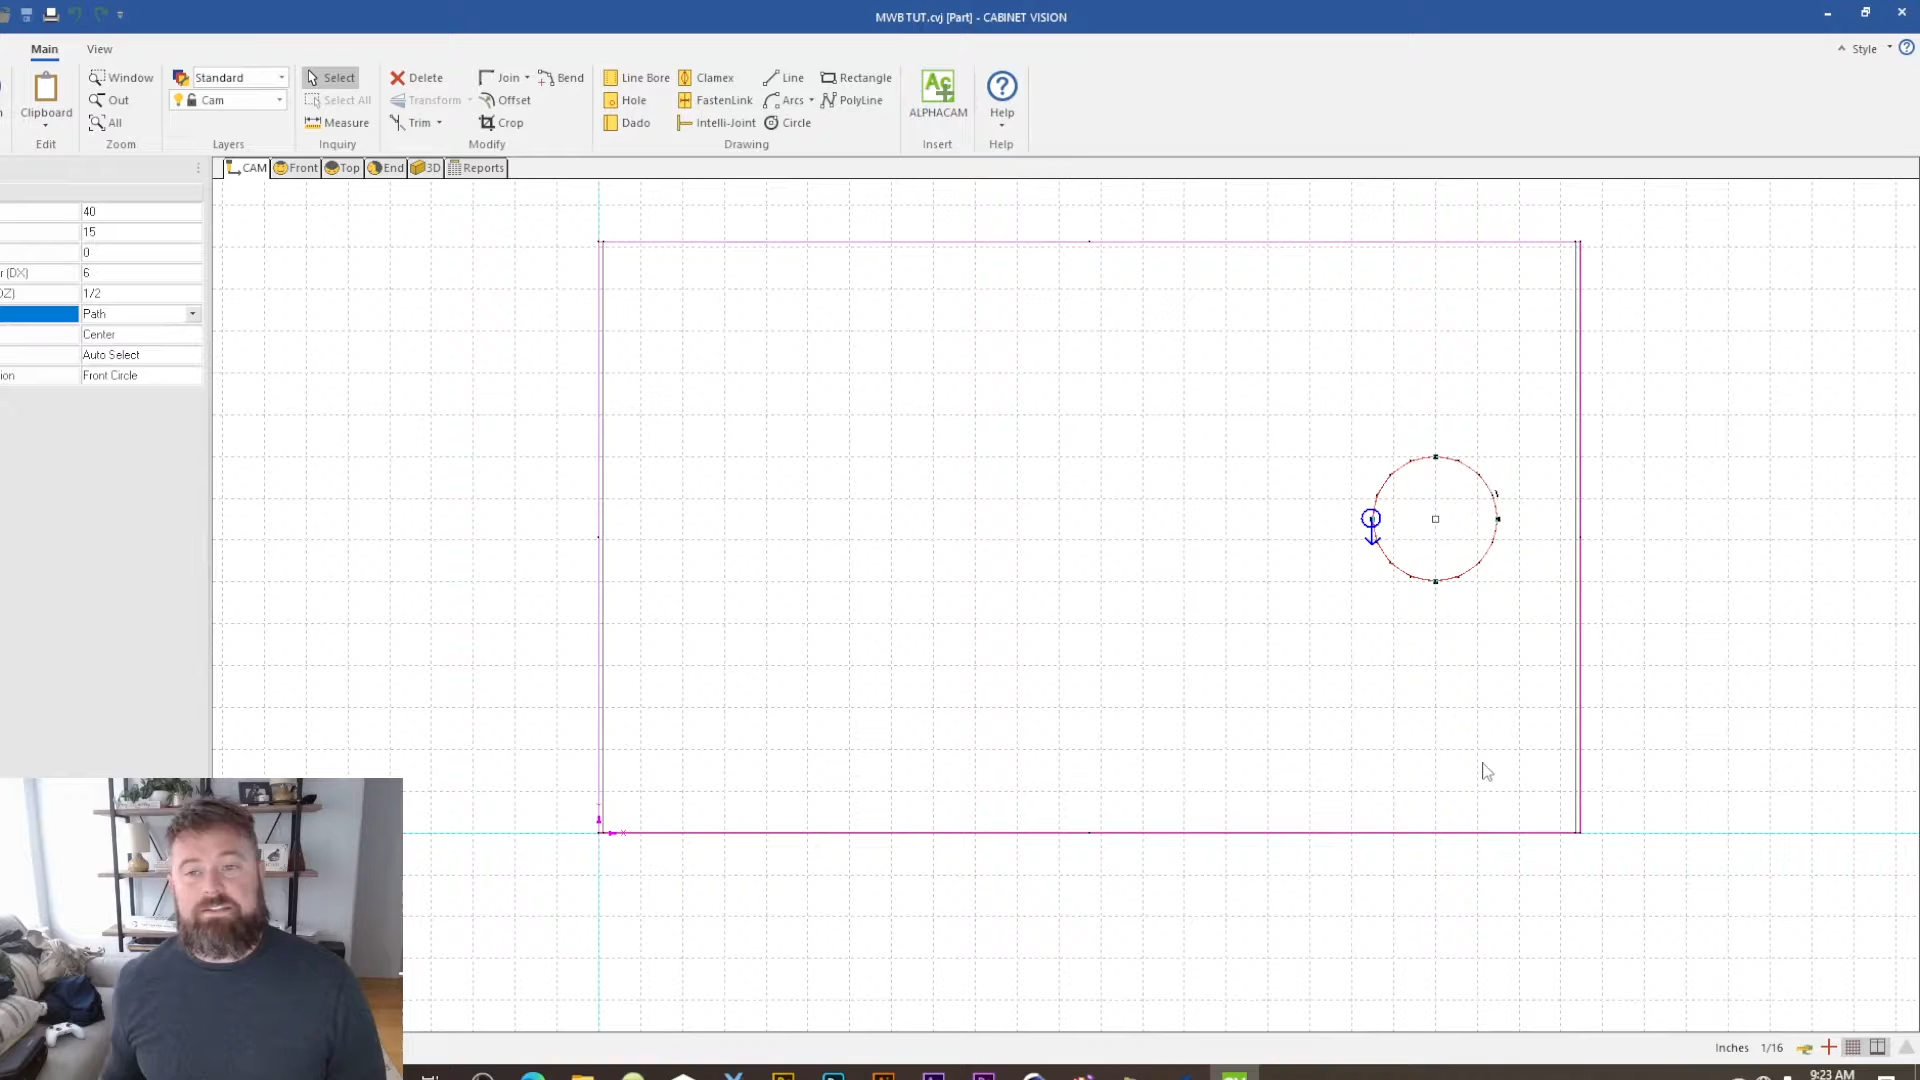 MWB TUT.cvj [Part] - CABINET VISION
Main View Style
Clipboard
Edit
Window
Out
All
Zoom
Standard
Cam
Layers
Select
Select All
Measure
Inquiry
Delete Join Bend
Transform Offset
Trim Crop
Modify
Line Bore Clamex Line Rectangle
Hole FastenLink Arcs PolyLine
Dado Intelli-Joint Circle
Drawing
ALPHACAM
Insert
Help
Help
CAM Front Top End 3D Reports
40
15
0
r (DX) 6
DZ) 1/2
Path
Center
Auto Select
ion Front Circle
X
Inches 1/16
9:23 AM